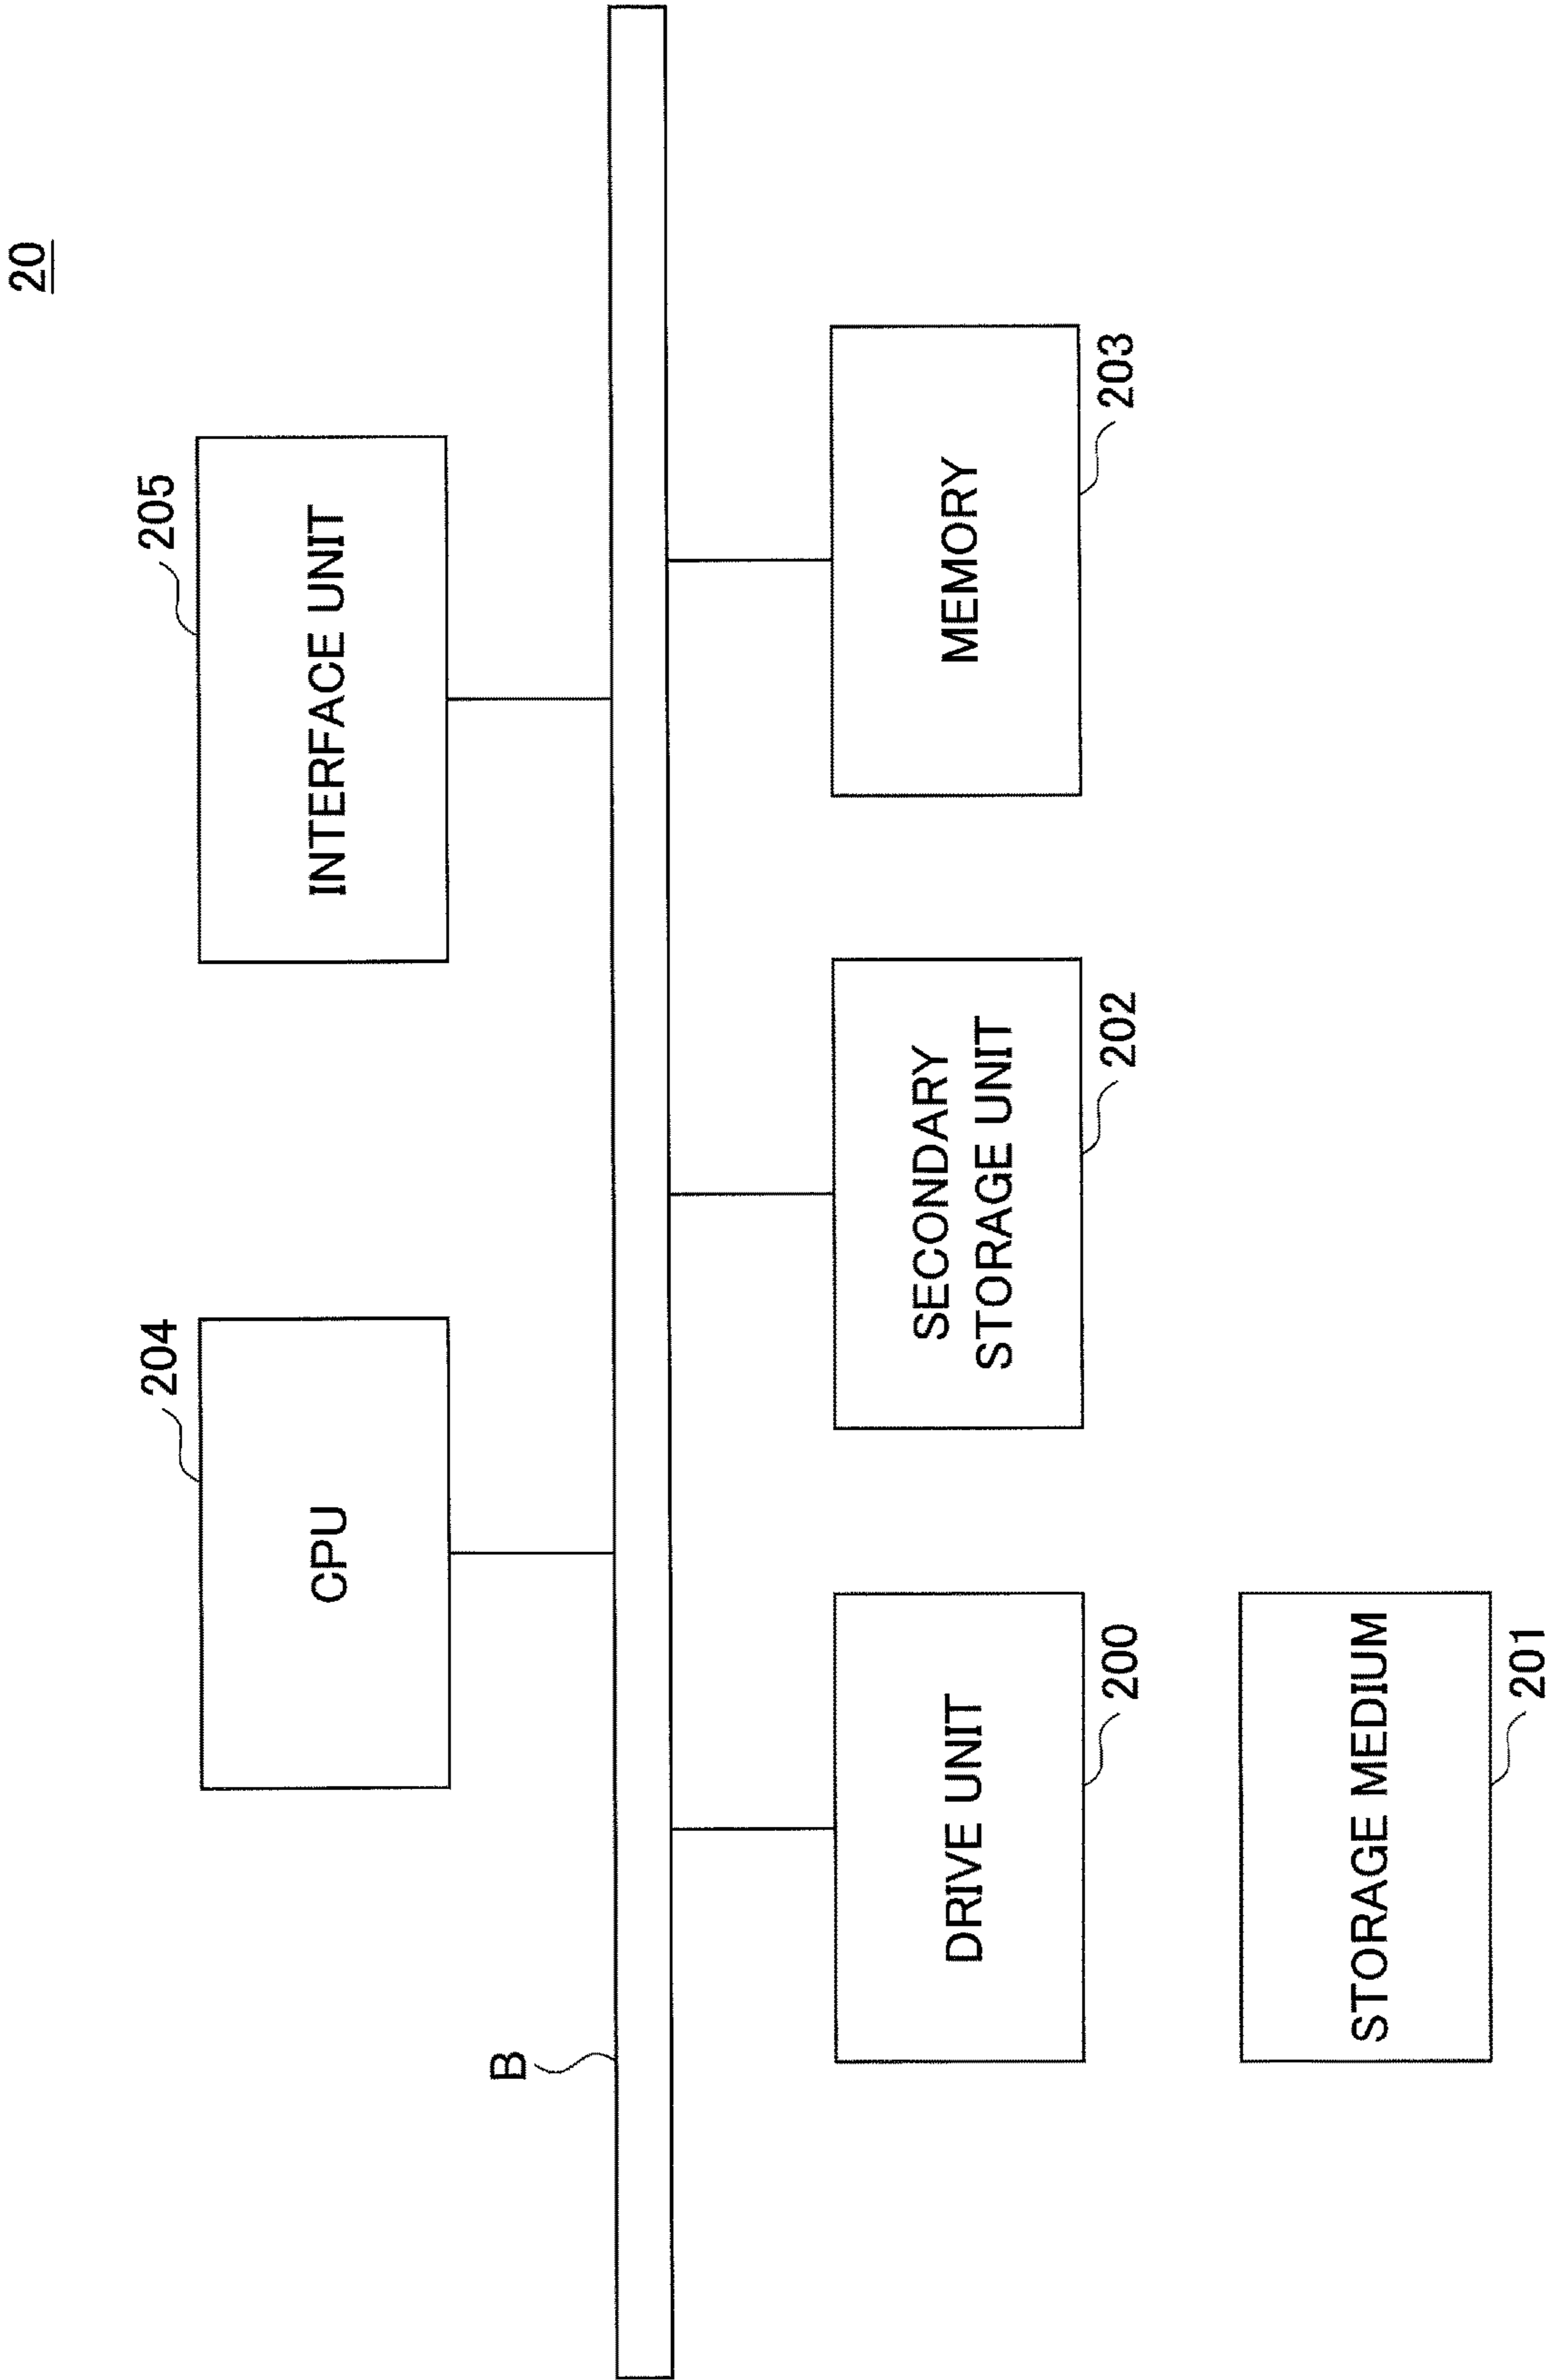 20
204
205
CPU
INTERFACE UNIT
B
DRIVE UNIT
SECONDARY
STORAGE UNIT
MEMORY
200
202
203
STORAGE MEDIUM
201